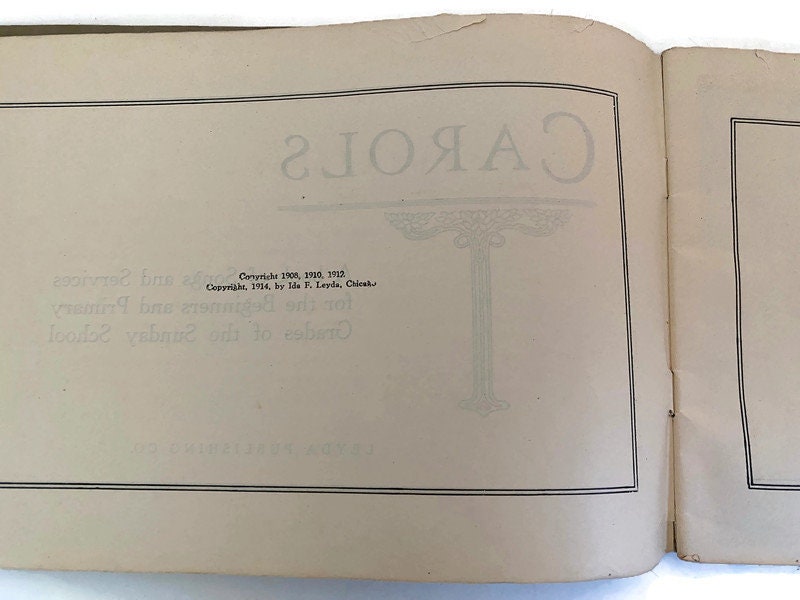 CAROLS
Copyright 1908, 1910, 1912
Copyright, 1914, by Ida F. Leyda, Chicago
Songs and Services
for the Beginners and Primary
Grades of the Sunday School
LEYDA PUBLISHING CO.